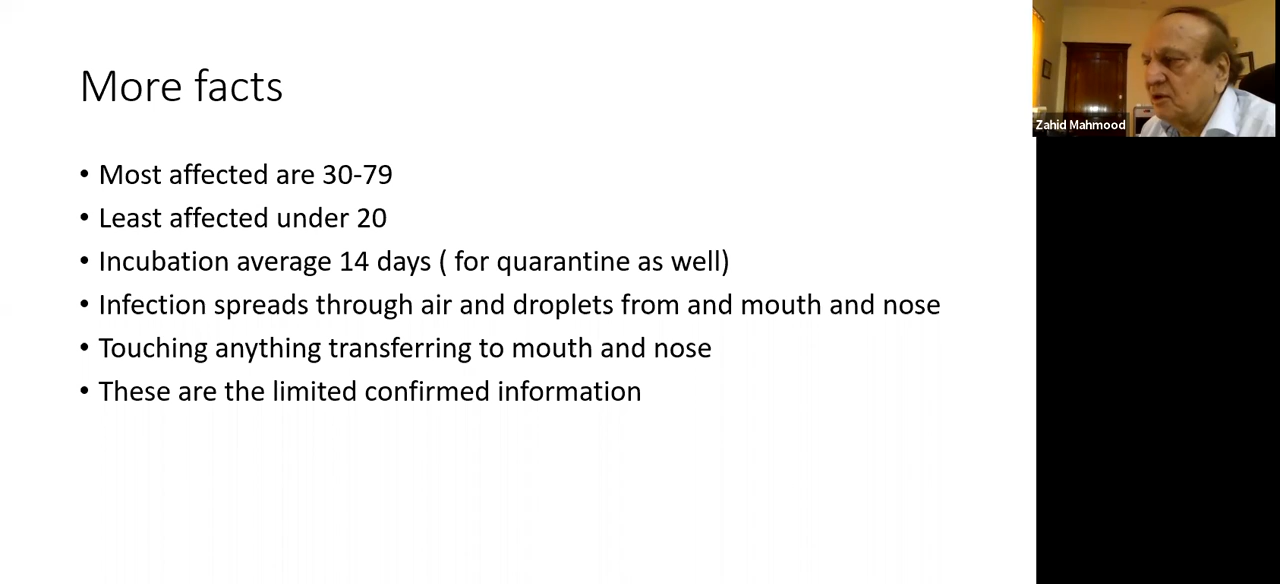 More facts
• Most affected are 30-79
• Least affected under 20
• Incubation average 14 days ( for quarantine as well)
• Infection spreads through air and droplets from and mouth and nose
• Touching anything transferring to mouth and nose
• These are the limited confirmed information
Zahid Mahmood